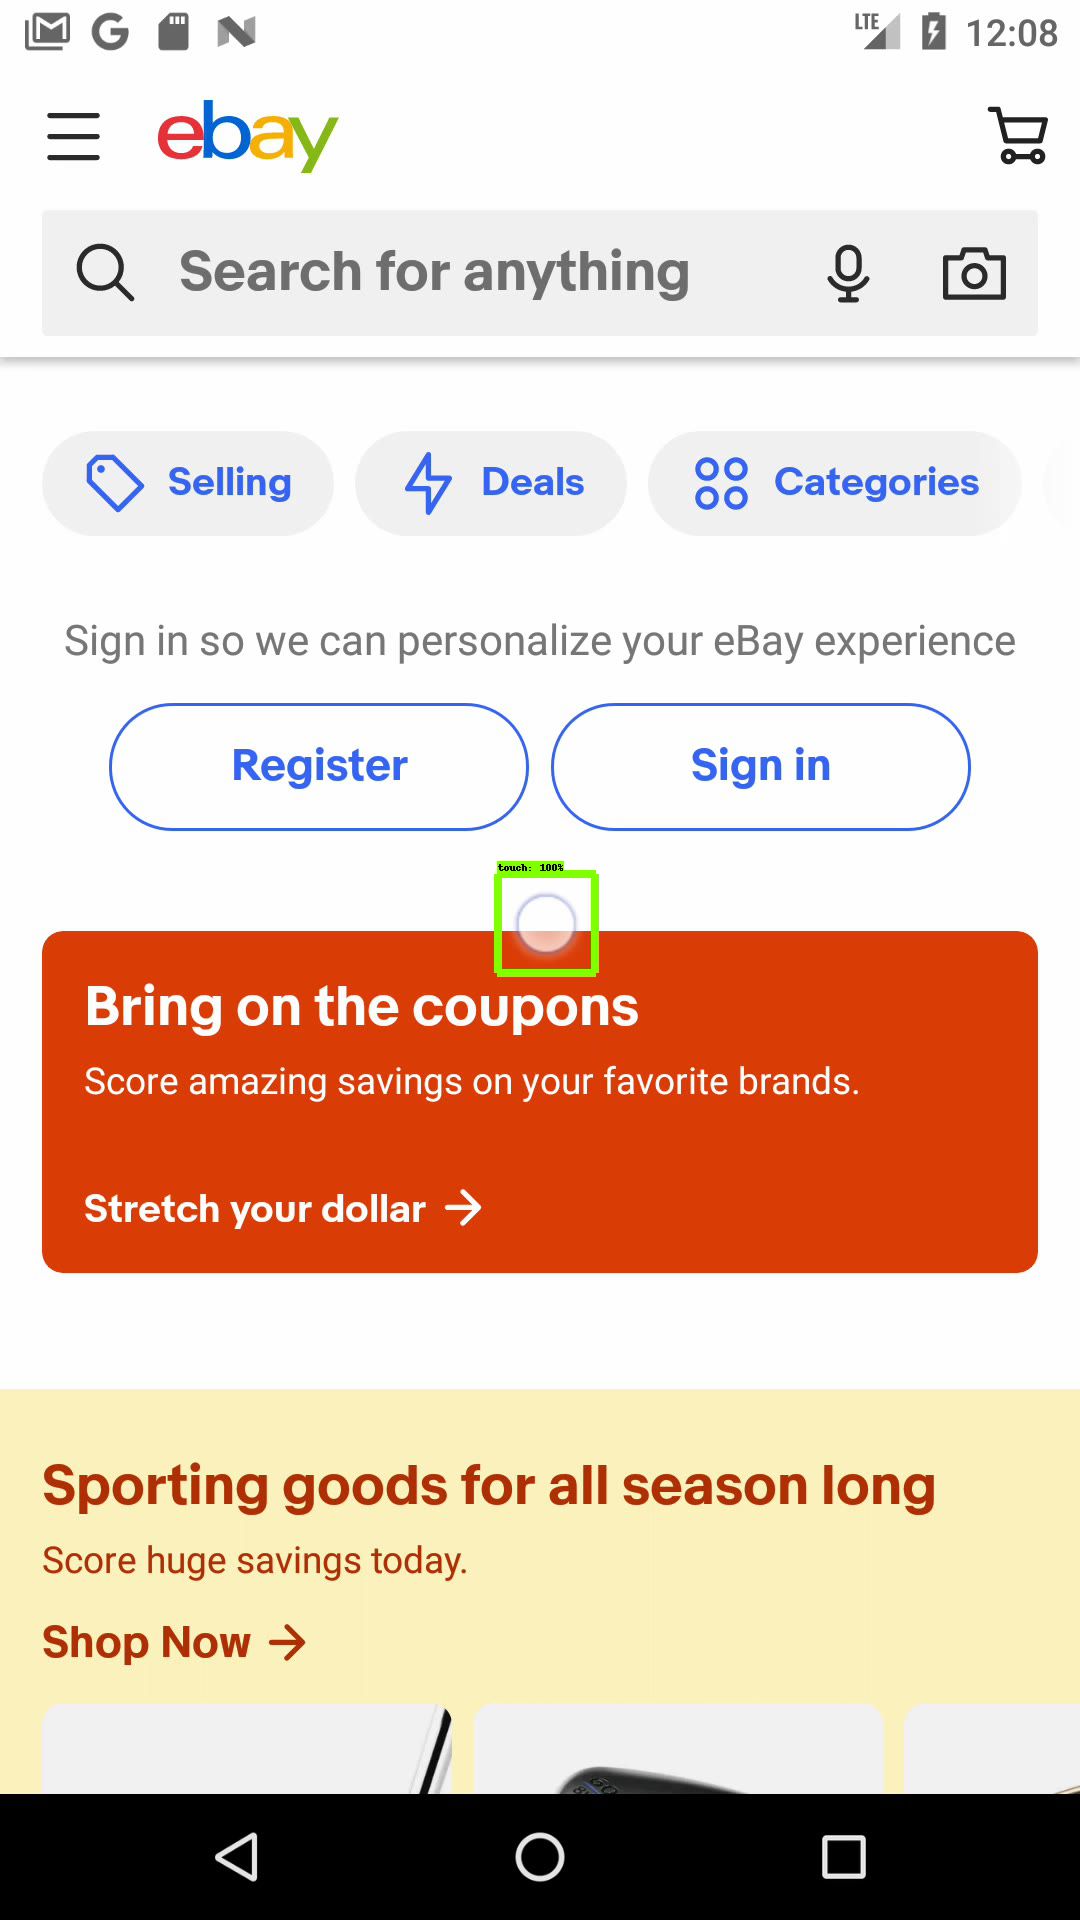 LTE 12:08
ebay
Search for anything
Selling Deals Categories
Sign in so we can personalize your eBay experience
Register Sign in
touch: 100%
Bring on the coupons
Score amazing savings on your favorite brands.
Stretch your dollar
Sporting goods for all season long
Score huge savings today.
Shop Now